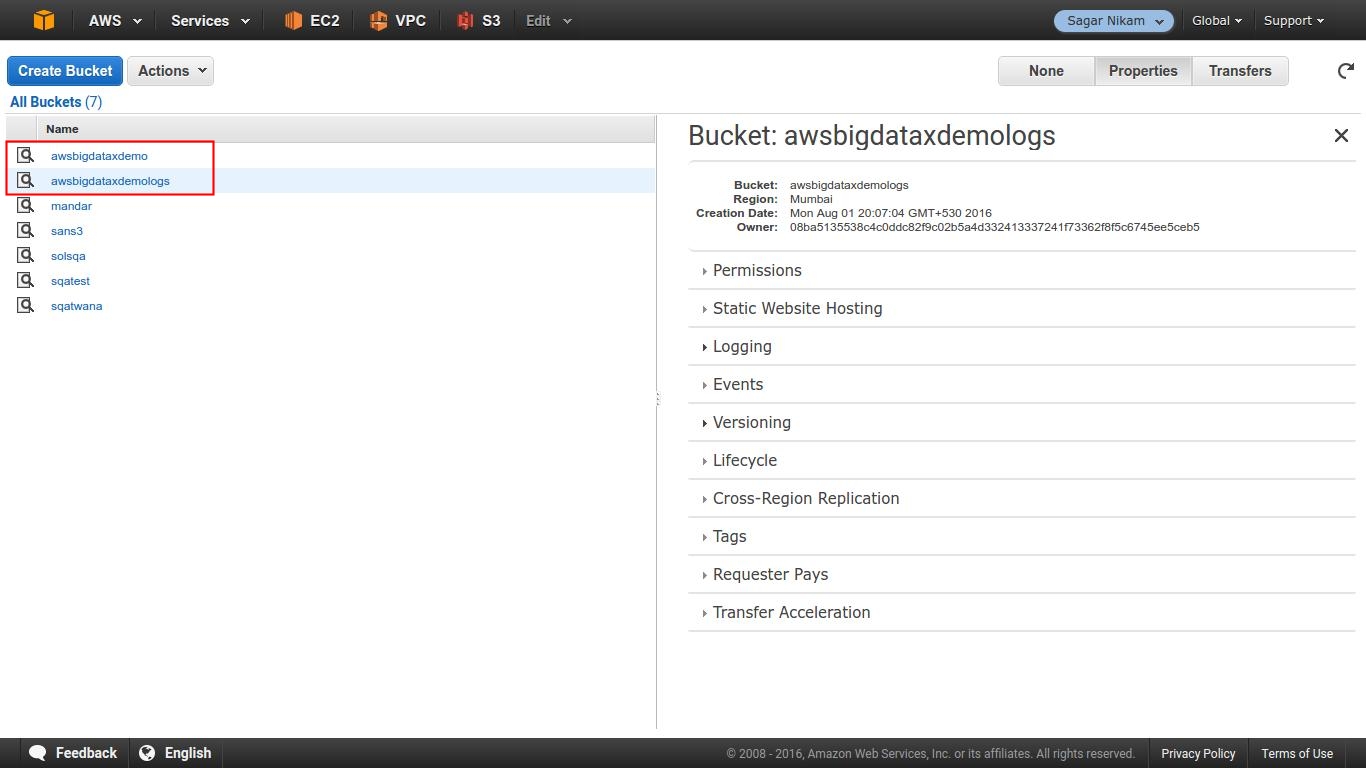 AWS Services EC2 VPC S3 Edit Sagar Nikam Global Support
Create Bucket Actions None Properties Transfers
All Buckets (7)
Name
awsbigdataxdemo
awsbigdataxdemologs
mandar
sans3
solsqa
sqatest
sqatwana
Bucket: awsbigdataxdemologs
Bucket: awsbigdataxdemologs
Region: Mumbai
Creation Date: Mon Aug 01 20:07:04 GMT+530 2016
Owner: 08ba5135538c4c0ddc82f9c02b5a4d332413337241f73362f8f5c6745ee5ceb5
Permissions
Static Website Hosting
Logging
Events
Versioning
Lifecycle
Cross-Region Replication
Tags
Requester Pays
Transfer Acceleration
Feedback English © 2008 - 2016, Amazon Web Services, Inc. or its affiliates. All rights reserved. Privacy Policy Terms of Use